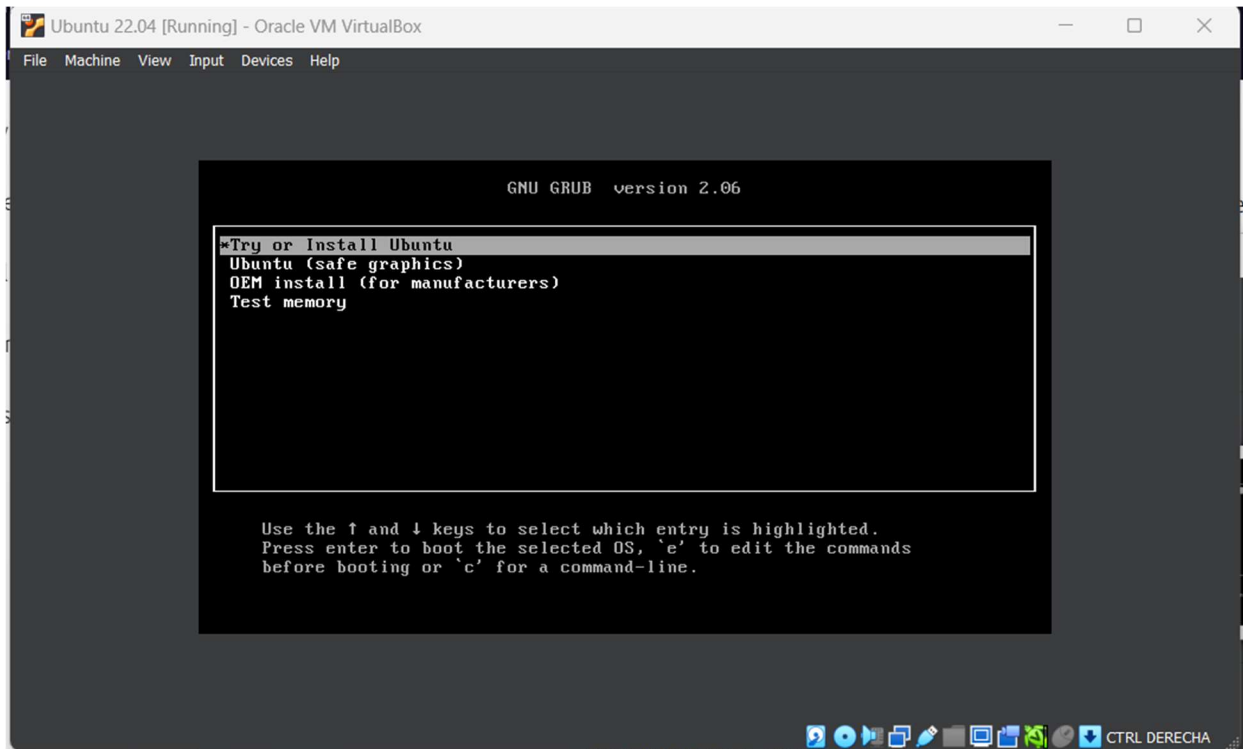 Ubuntu 22.04 [Running] - Oracle VM VirtualBox
File Machine View Input Devices Help
GNU GRUB version 2.06
*Try or Install Ubuntu
Ubuntu (safe graphics)
OEM install (for manufacturers)
Test memory
Use the ↑ and ↓ keys to select which entry is highlighted.
Press enter to boot the selected OS, `e' to edit the commands
before booting or `c' for a command-line.
CTRL DERECHA